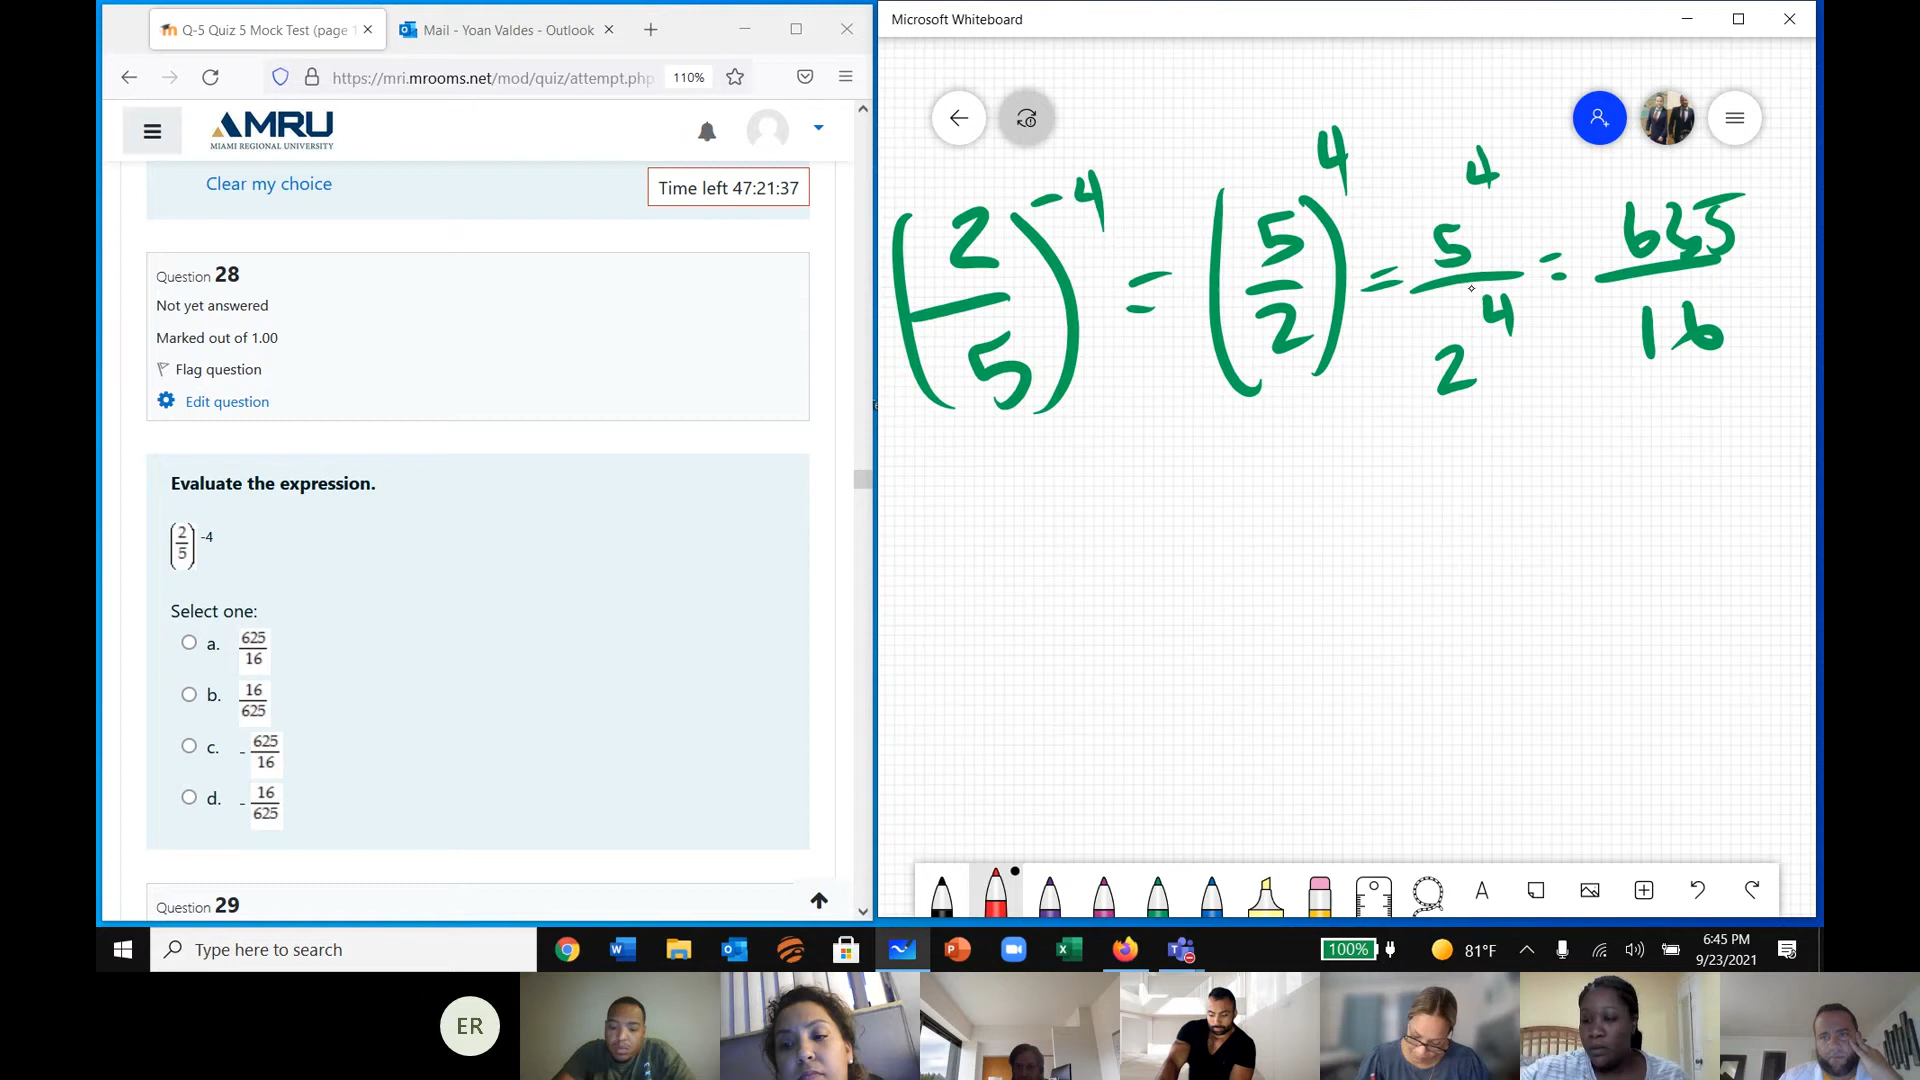 Q-5 Quiz 5 Mock Test (page 1
Mail - Yoan Valdes - Outlook
https://mri.mrooms.net/mod/quiz/attempt.php
110%
MRU
MIAMI REGIONAL UNIVERSITY
Clear my choice
Time left 47:21:37
Question 28
Not yet answered
Marked out of 1.00
Flag question
Edit question
Evaluate the expression.
(2/5) -4
Select one:
a. 625/16
b. 16/625
c. - 625/16
d. - 16/625
Question 29
Microsoft Whiteboard
(2/5)^-4 = (5/2)^4 = 5^4/2^4 = 625/16
A
Type here to search
100%
81°F
6:45 PM
9/23/2021
ER